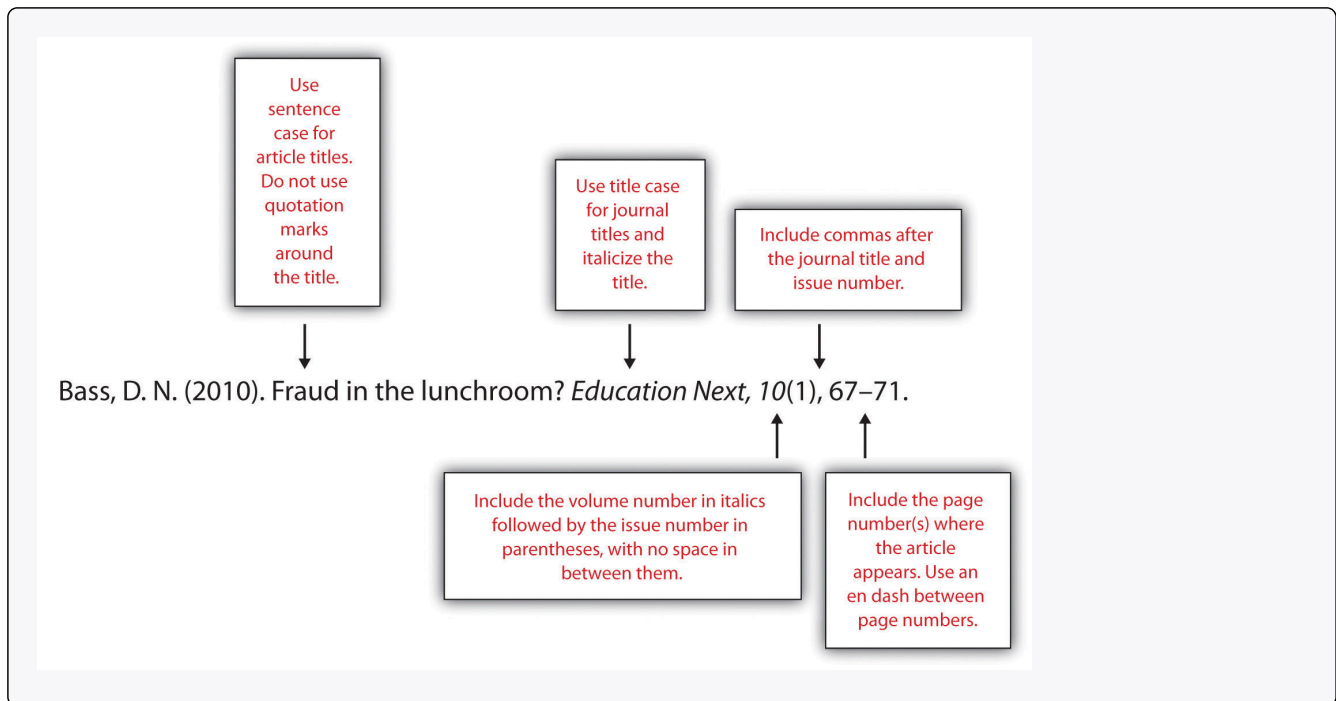 Use
sentence
case for
article titles.
Do not use
quotation
marks
around
the title.
Use title case
for journal
titles and
italicize the
title.
Include commas after
the journal title and
issue number.
Bass, D. N. (2010). Fraud in the lunchroom? Education Next, 10(1), 67–71.
Include the volume number in italics
followed by the issue number in
parentheses, with no space in
between them.
Include the page
number(s) where
the article
appears. Use an
en dash between
page numbers.